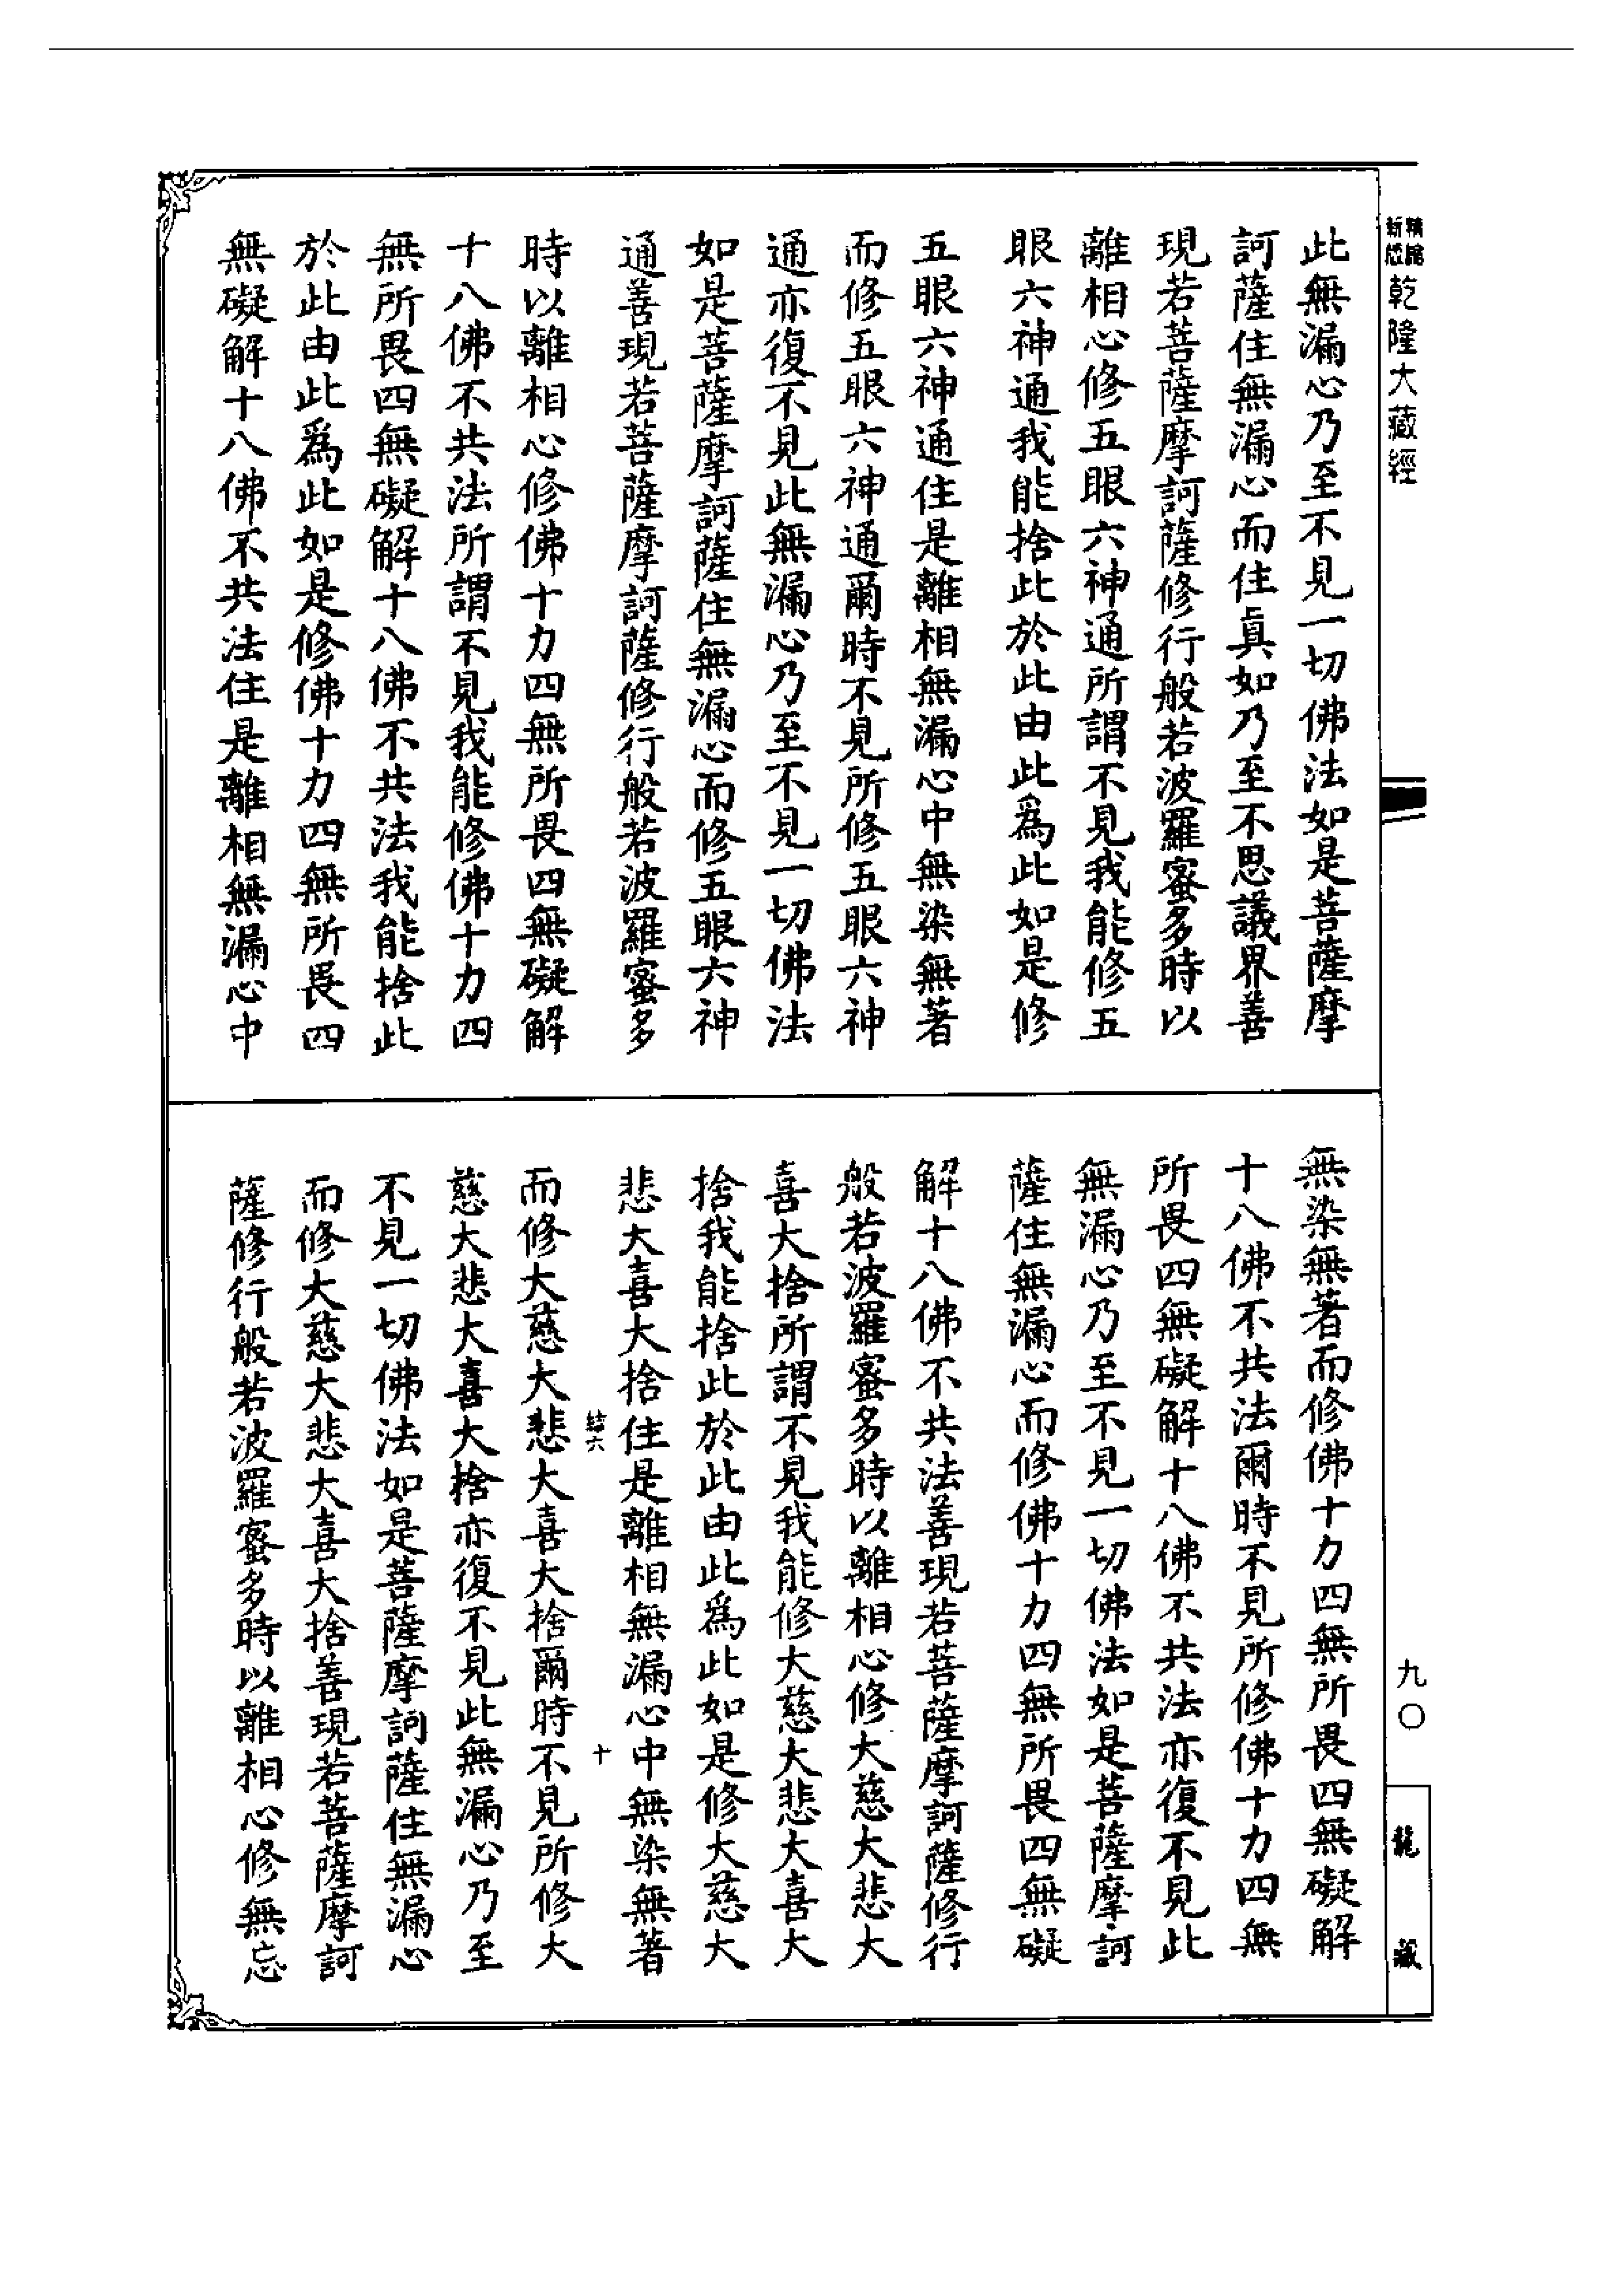 新
精
乾隆大藏經
此無漏心乃至不見一切佛法如是菩薩摩
訶薩住無漏心而住真如乃至不思議界善
現若菩薩摩訶薩修行般若波羅蜜多時以
離相心修五眼六神通所謂不見我能修五
眼六神通我能捨此於此由此為此如是修
五眼六神通住是離相無漏心中無染無著
而修五眼六神通爾時不見所修五眼六神
通亦復不見此無漏心乃至不見一切佛法
如是菩薩摩訶薩住無漏心而修五眼六神
通善現若菩薩摩訶薩修行般若波羅蜜多
時以離相心修佛十力四無所畏四無礙解
十八佛不共法所謂不見我能修佛十力四
無所畏四無礙解十八佛不共法我能捨此
於此由此為此如是修佛十力四無所畏四
無礙解十八佛不共法住是離相無漏心中
無染無著而修佛十力四無所畏四無礙解
十八佛不共法爾時不見所修佛十力四無
所畏四無礙解十八佛不共法亦復不見此
無漏心乃至不見一切佛法如是菩薩摩訶
薩住無漏心而修佛十力四無所畏四無礙
解十八佛不共法善現若菩薩摩訶薩修行
般若波羅蜜多時以離相心修大慈大悲大
喜大捨所謂不見我能修大慈大悲大喜大
捨我能捨此於此由此為此如是修大慈大
悲大喜大捨住是離相無漏心中無染無著
結六
十
而修大慈大悲大喜大捨爾時不見所修大
慈大悲大喜大捨亦復不見此無漏心乃至
不見一切佛法如是菩薩摩訶薩住無漏心
而修大慈大悲大喜大捨善現若菩薩摩訶
薩修行般若波羅蜜多時以離相心修無忘
九〇
龍藏